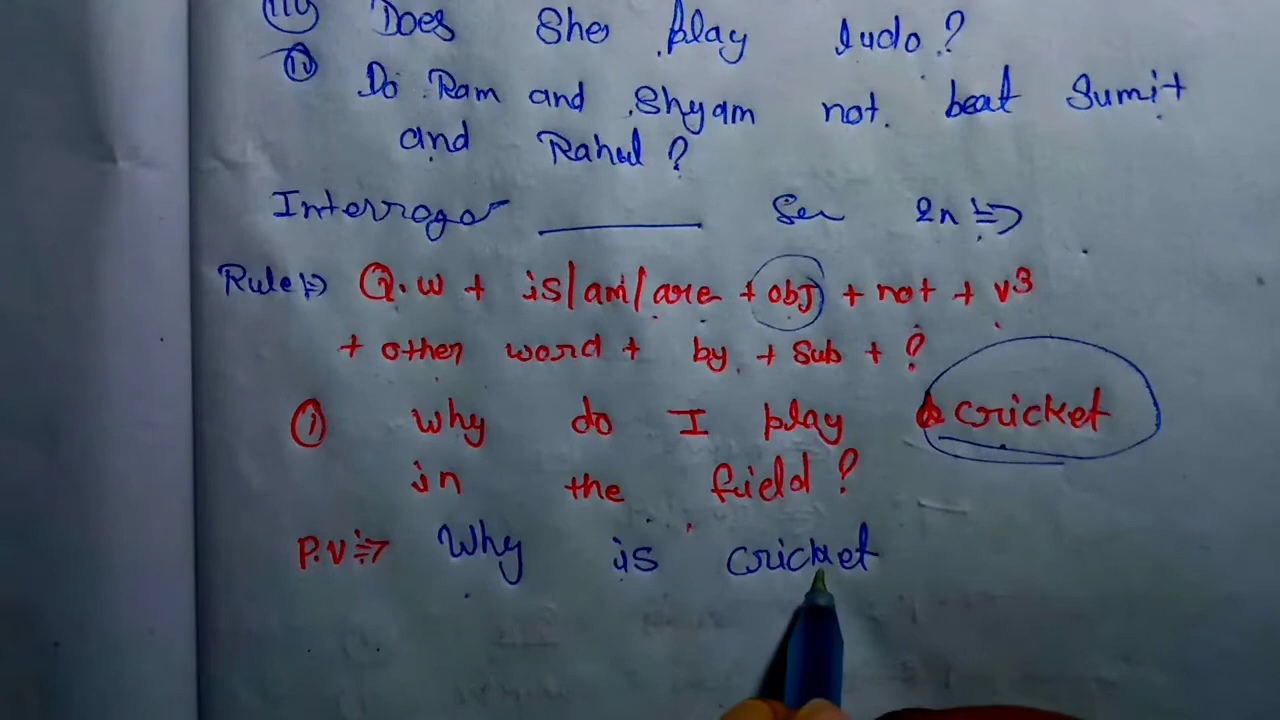 (iii) Does She play ludo?
(iv) Do Ram and Shyam not. beat Sumit
and Rahul?
Interrogar ______ Sen 2n ⇒
Rule:⇒ Q.w + is/am/are + obj + not + v3
+ other word + by + Sub + ?
(i) why do I play cricket
in the field?
P.V ⇒ Why is cricket